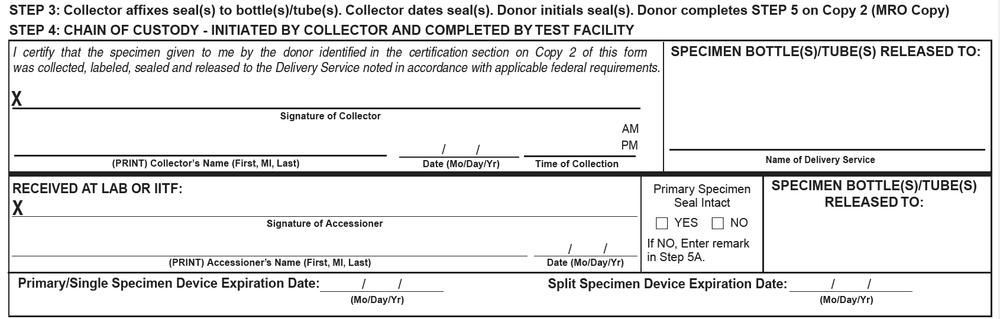 STEP 3: Collector affixes seal(s) to bottle(s)/tube(s). Collector dates seal(s). Donor initials seal(s). Donor completes STEP 5 on Copy 2 (MRO Copy)
STEP 4: CHAIN OF CUSTODY - INITIATED BY COLLECTOR AND COMPLETED BY TEST FACILITY
I certify that the specimen given to me by the donor identified in the certification section on Copy 2 of this form
was collected, labeled, sealed and released to the Delivery Service noted in accordance with applicable federal requirements.
X
Signature of Collector
AM
PM
/ /
(PRINT) Collector's Name (First, MI, Last)
Date (Mo/Day/Yr)
Time of Collection
SPECIMEN BOTTLE(S)/TUBE(S) RELEASED TO:
Name of Delivery Service
RECEIVED AT LAB OR IITF:
X
Signature of Accessioner
/ /
(PRINT) Accessioner's Name (First, MI, Last)
Date (Mo/Day/Yr)
Primary Specimen
Seal Intact
☐ YES ☐ NO
If NO, Enter remark
in Step 5A.
SPECIMEN BOTTLE(S)/TUBE(S)
RELEASED TO:
Primary/Single Specimen Device Expiration Date: / /
(Mo/Day/Yr)
Split Specimen Device Expiration Date: / /
(Mo/Day/Yr)